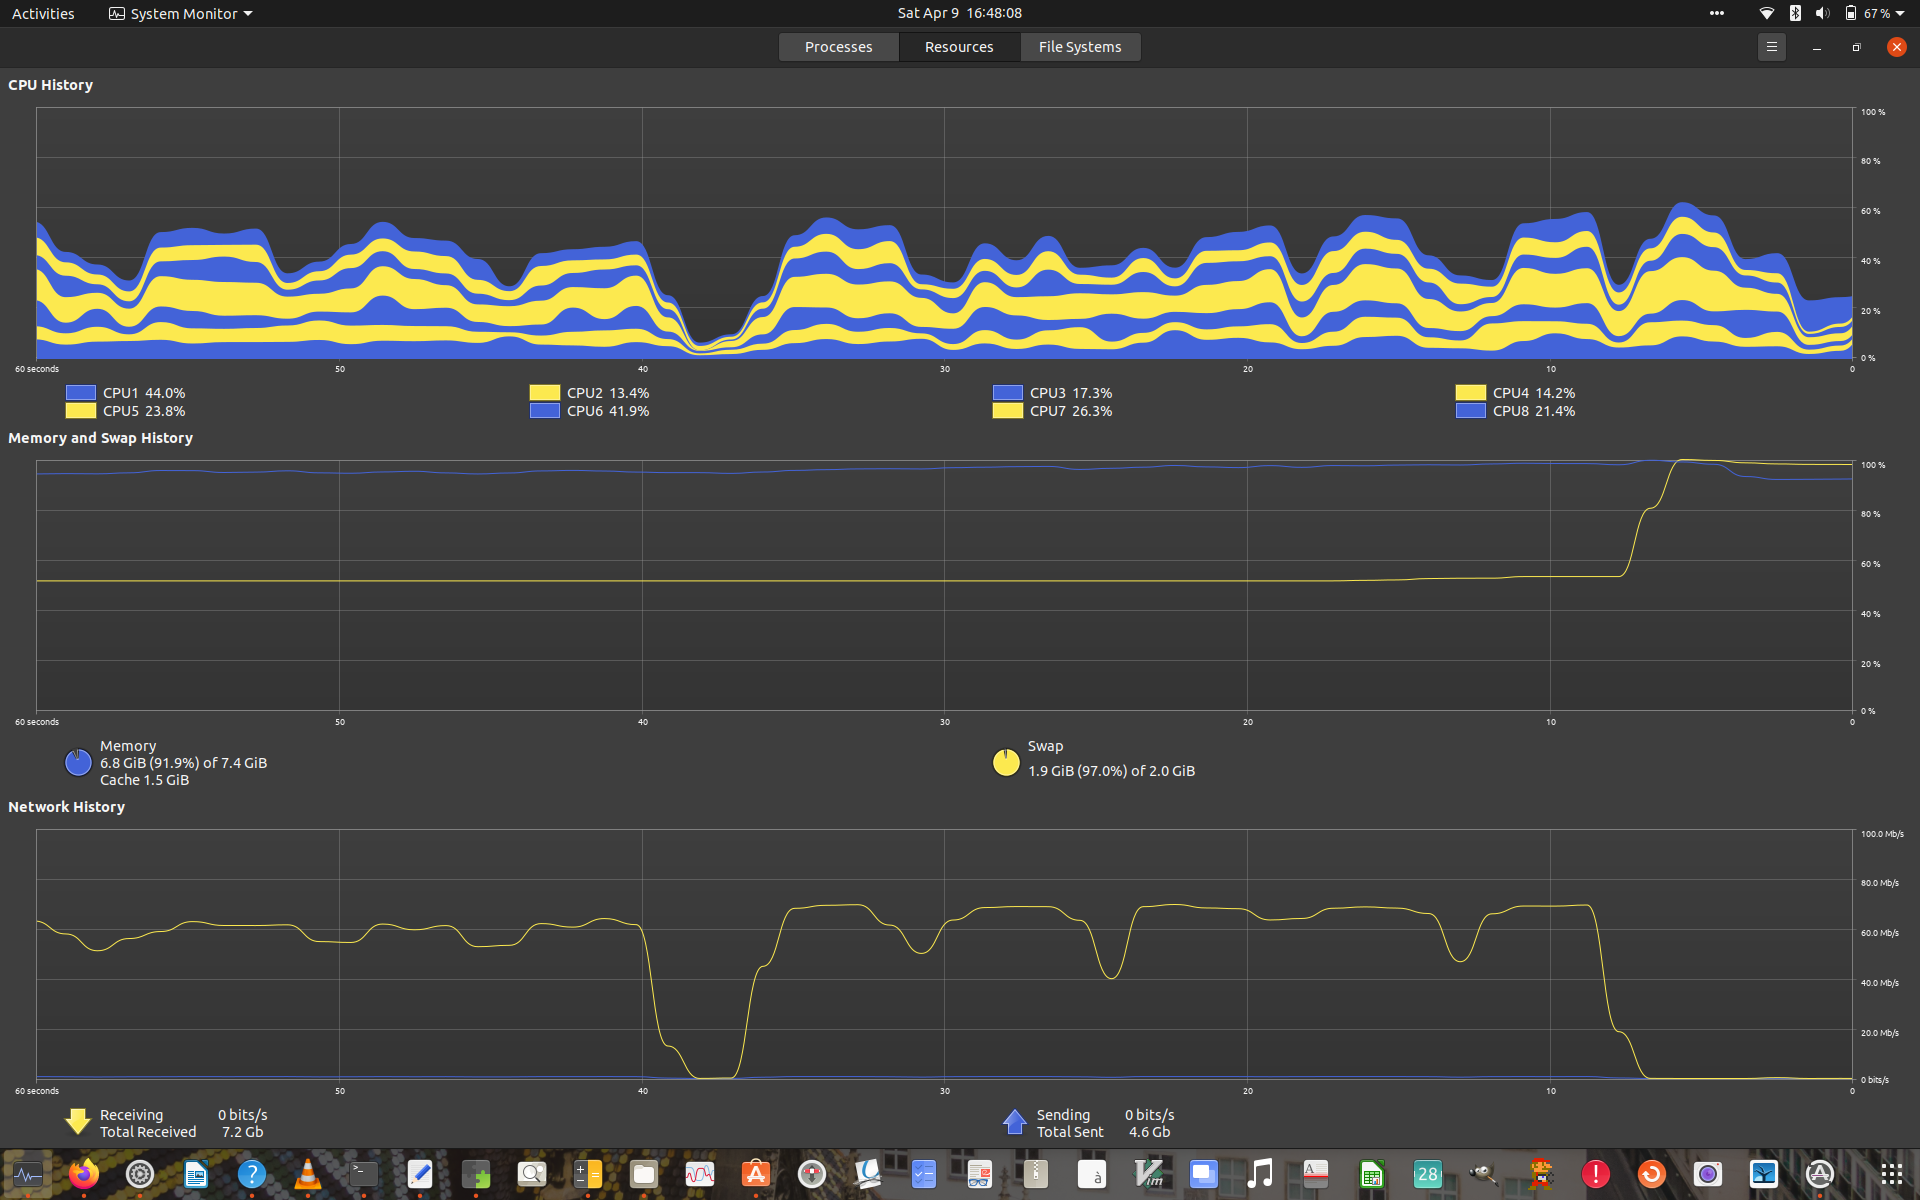 Activities System Monitor Sat Apr 9 16:48:08 67 %
Processes Resources File Systems
CPU History
100 %
80 %
60 %
40 %
20 %
0 %
60 seconds 50 40 30 20 10 0
CPU1 44.0% CPU2 13.4% CPU3 17.3% CPU4 14.2%
CPU5 23.8% CPU6 41.9% CPU7 26.3% CPU8 21.4%
Memory and Swap History
100 %
80 %
60 %
40 %
20 %
0 %
60 seconds 50 40 30 20 10 0
Memory
6.8 GiB (91.9%) of 7.4 GiB
Cache 1.5 GiB
Swap
1.9 GiB (97.0%) of 2.0 GiB
Network History
100.0 Mb/s
80.0 Mb/s
60.0 Mb/s
40.0 Mb/s
20.0 Mb/s
0 bits/s
60 seconds 50 40 30 20 10 0
Receiving 0 bits/s
Total Received 7.2 Gb
Sending 0 bits/s
Total Sent 4.6 Gb
? >_ à Vim A 28 !